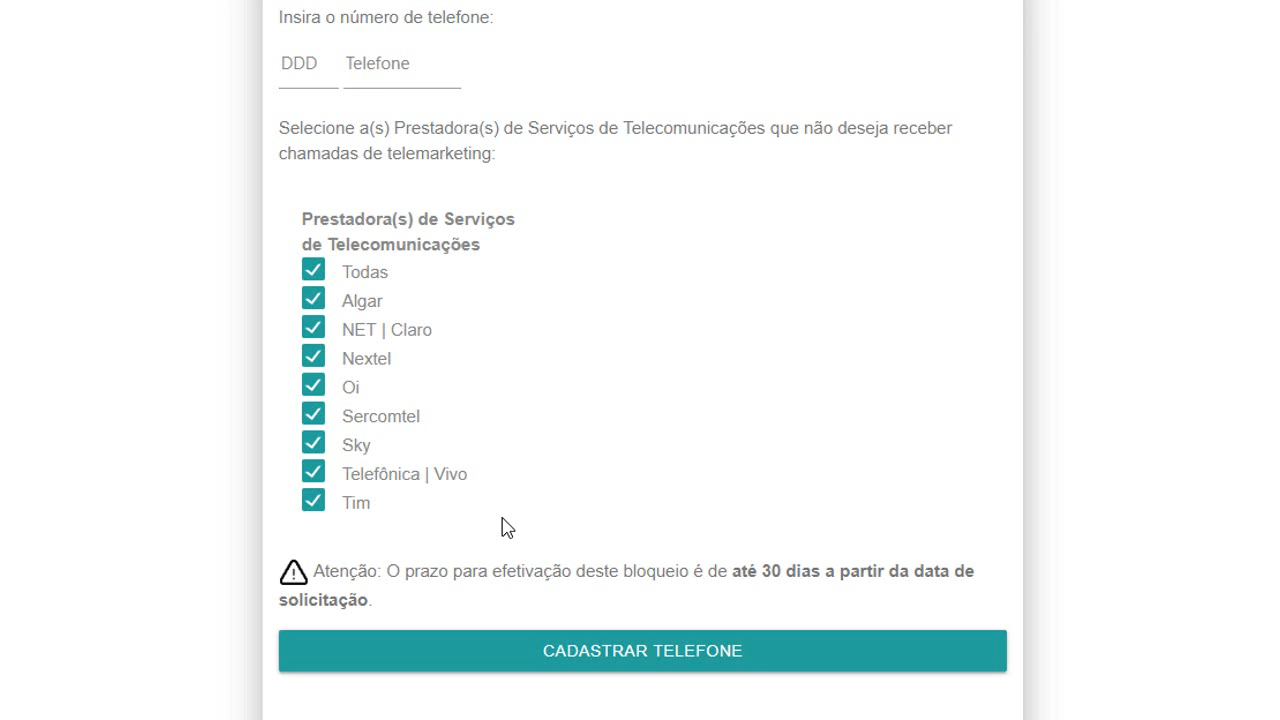 Insira o número de telefone:
DDD Telefone
Selecione a(s) Prestadora(s) de Serviços de Telecomunicações que não deseja receber
chamadas de telemarketing:
Prestadora(s) de Serviços
de Telecomunicações
Todas
Algar
NET | Claro
Nextel
Oi
Sercomtel
Sky
Telefônica | Vivo
Tim
Atenção: O prazo para efetivação deste bloqueio é de até 30 dias a partir da data de
solicitação.
CADASTRAR TELEFONE